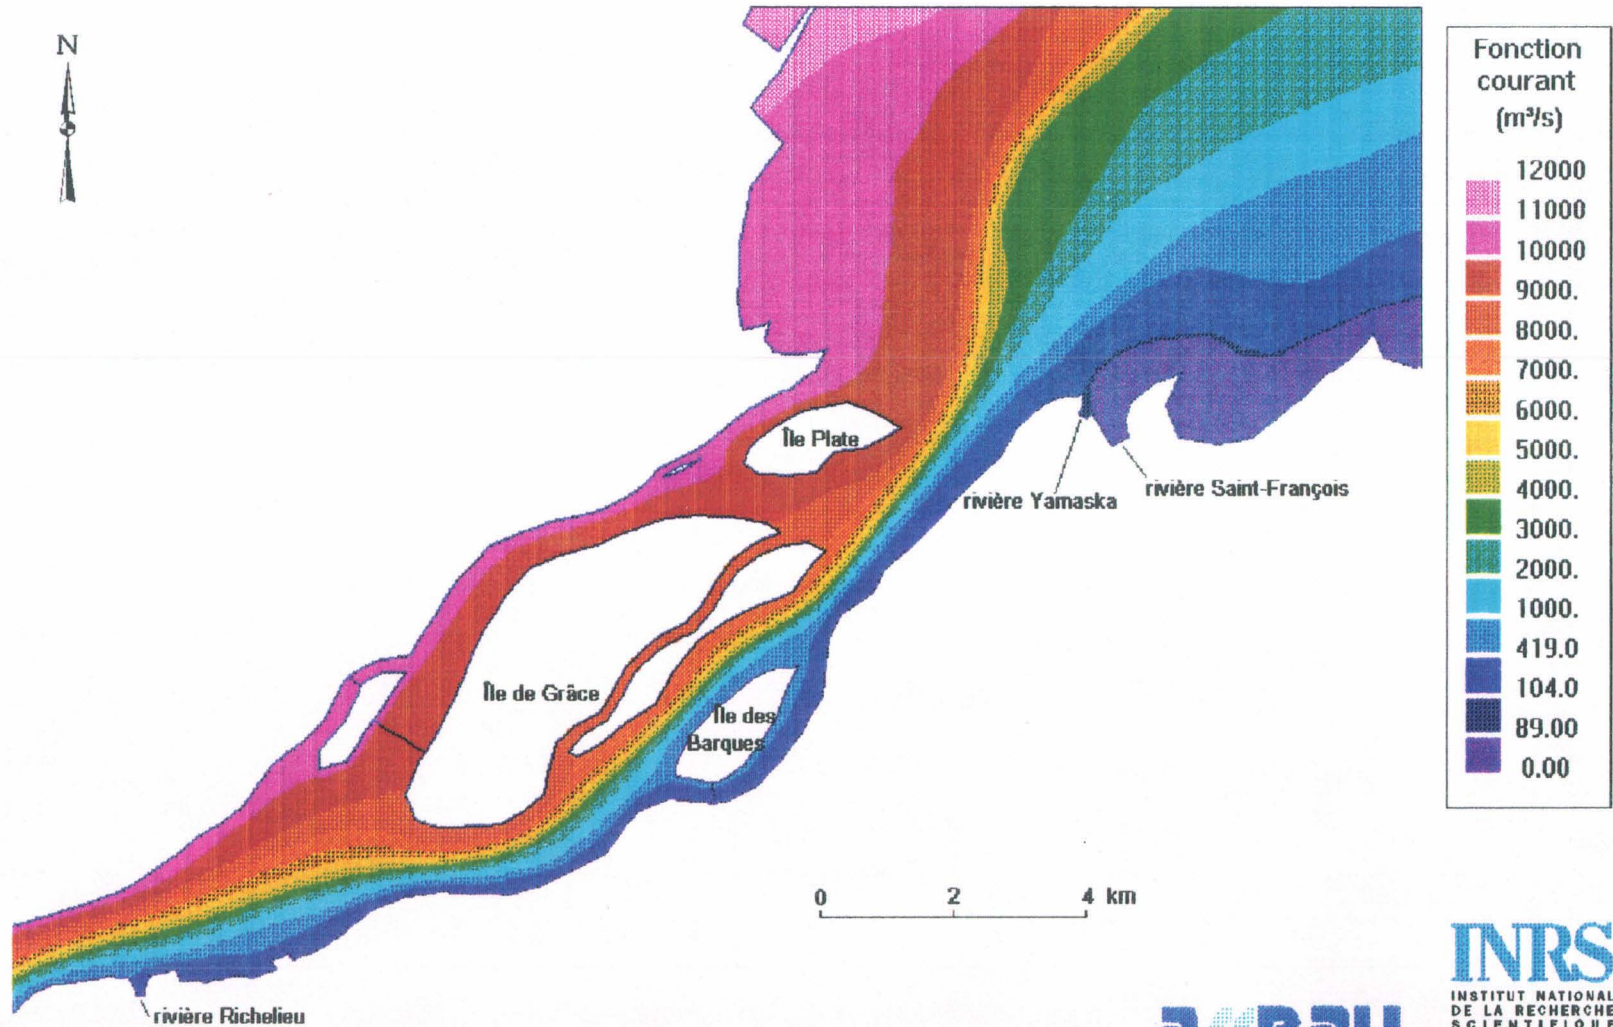 N
Fonction
courant
(m³/s)
12000
11000
10000
9000.
8000.
7000.
6000.
5000.
4000.
3000.
2000.
1000.
419.0
104.0
89.00
0.00
Île Plate
rivière Yamaska
rivière Saint-François
Île de Grâce
Île des
Barques
0 2 4 km
rivière Richelieu
INRS
INSTITUT NATIONAL
DE LA RECHERCHE
SCIENTIFIQUE